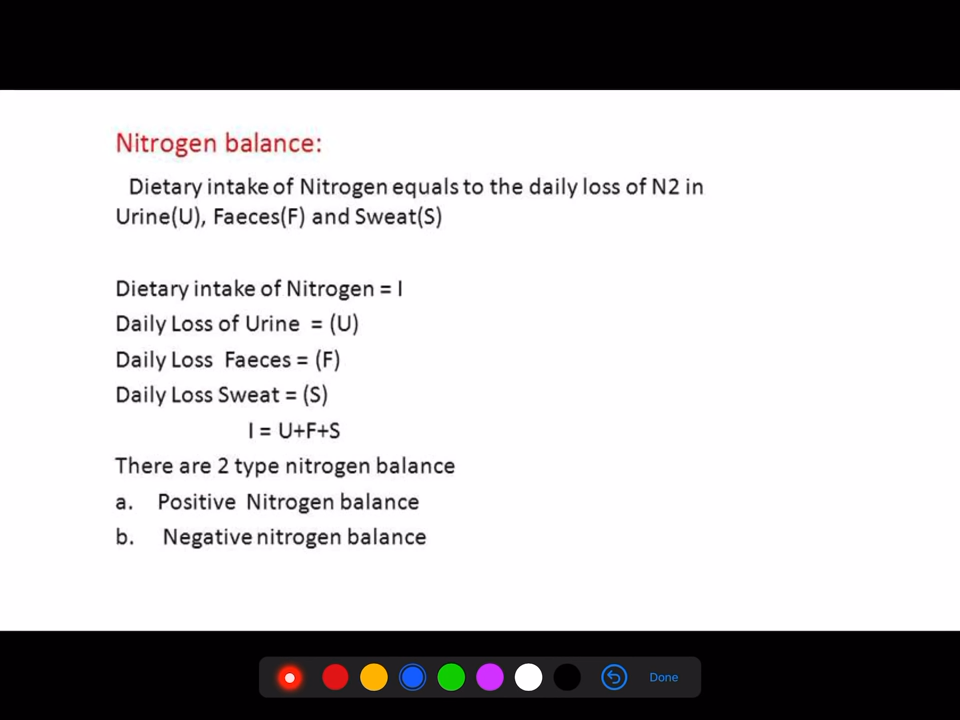 Nitrogen balance:
Dietary intake of Nitrogen equals to the daily loss of N2 in
Urine(U), Faeces(F) and Sweat(S)
Dietary intake of Nitrogen = I
Daily Loss of Urine = (U)
Daily Loss Faeces = (F)
Daily Loss Sweat = (S)
I = U+F+S
There are 2 type nitrogen balance
a. Positive Nitrogen balance
b. Negative nitrogen balance
Done